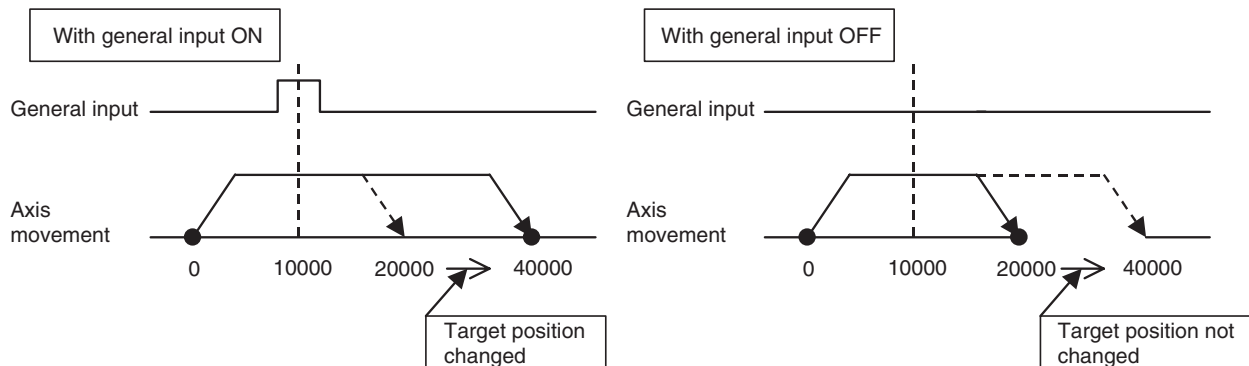 With general input ON
General input
Axis
movement
0 10000 20000 40000
Target position
changed
With general input OFF
General input
Axis
movement
0 10000 20000 40000
Target position not
changed